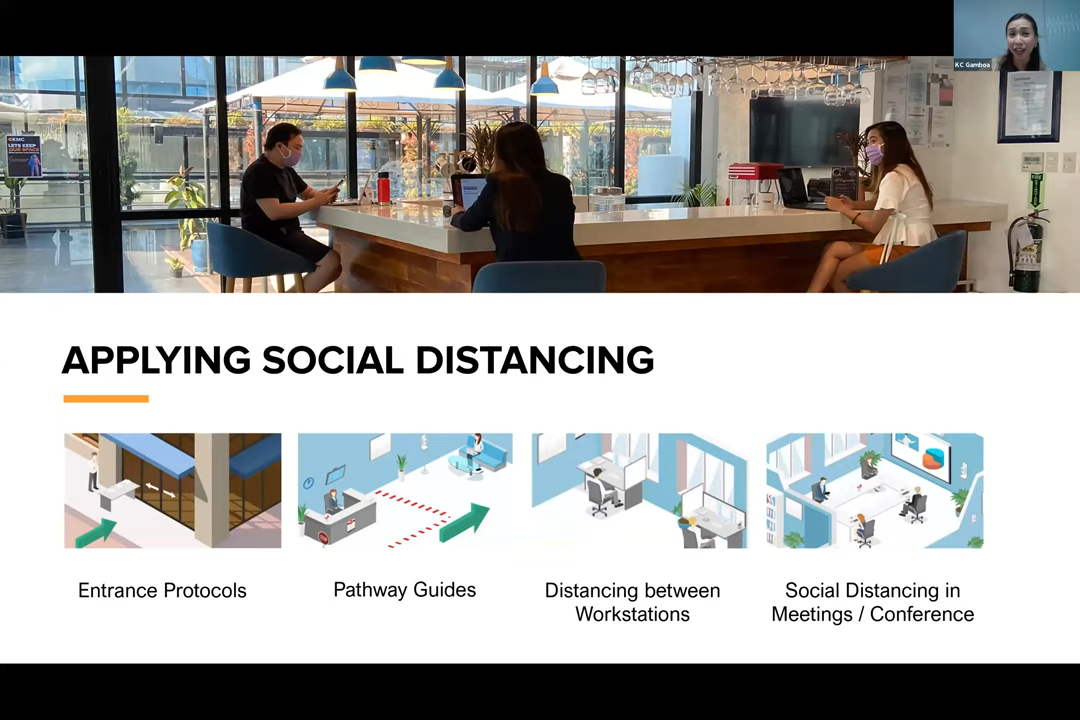 KC Gamboa
KMC
LETS KEEP
OUR SPACE
APPLYING SOCIAL DISTANCING
Entrance Protocols
Pathway Guides
Distancing between
Workstations
Social Distancing in
Meetings / Conference